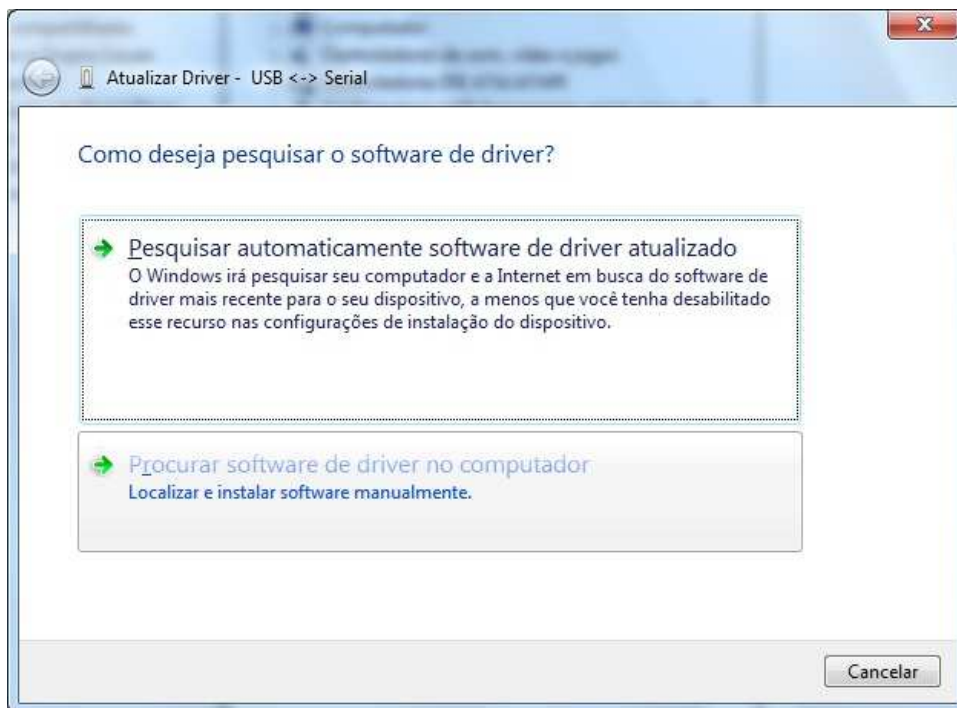 Computador
Atualizar Driver - USB <-> Serial
Como deseja pesquisar o software de driver?
Pesquisar automaticamente software de driver atualizado
O Windows irá pesquisar seu computador e a Internet em busca do software de
driver mais recente para o seu dispositivo, a menos que você tenha desabilitado
esse recurso nas configurações de instalação do dispositivo.
Procurar software de driver no computador
Localizar e instalar software manualmente.
Cancelar